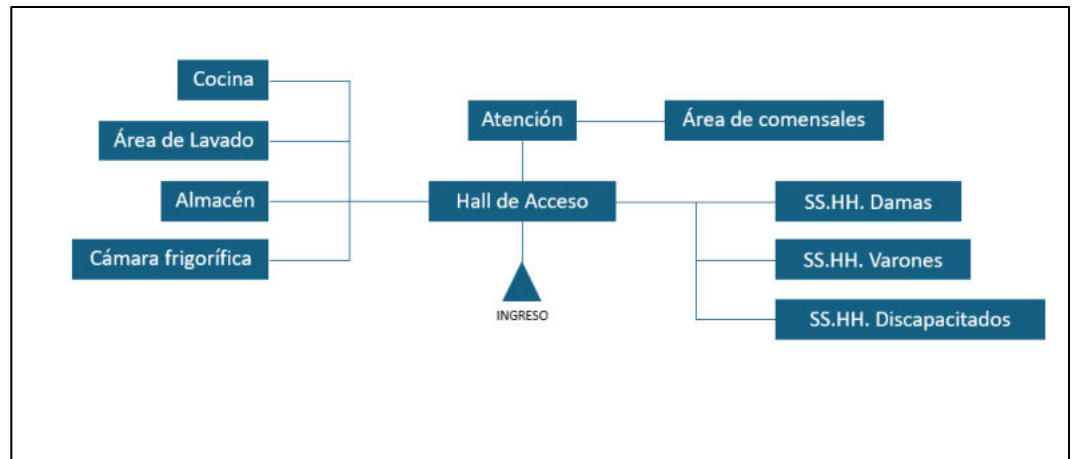 Cocina
Área de Lavado
Almacén
Cámara frigorífica
Atención
Área de comensales
Hall de Acceso
INGRESO
SS.HH. Damas
SS.HH. Varones
SS.HH. Discapacitados